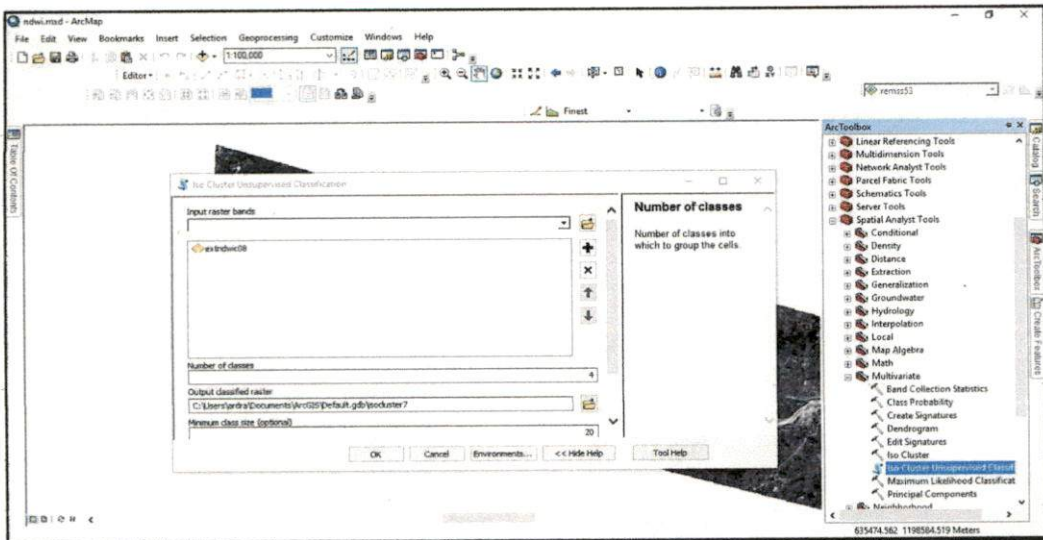 ndwi.mxd - ArcMap
File Edit View Bookmarks Insert Selection Geoprocessing Customize Windows Help
1:100,000
Editor
remss53
Finest
Table Of Contents
Iso Cluster Unsupervised Classification
Input raster bands
extndwic08
Number of classes
4
Output classified raster
C:\Users\ardra\Documents\ArcGIS\Default.gdb\isocluster7
Minimum class size (optional)
20
OK Cancel Environments... << Hide Help Tool Help
Number of classes
Number of classes into
which to group the cells.
ArcToolbox
Linear Referencing Tools
Multidimension Tools
Network Analyst Tools
Parcel Fabric Tools
Schematics Tools
Server Tools
Spatial Analyst Tools
Conditional
Density
Distance
Extraction
Generalization
Groundwater
Hydrology
Interpolation
Local
Map Algebra
Math
Multivariate
Band Collection Statistics
Class Probability
Create Signatures
Dendrogram
Edit Signatures
Iso Cluster
Iso Cluster Unsupervised Classif
Maximum Likelihood Classificat
Principal Components
Neighborhood
Catalog
Search
ArcToolbox
Create Features
635474.562 1198584.519 Meters